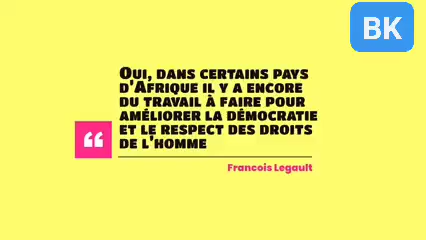 BK
Oui, dans certains pays
d'Afrique il y a encore
du travail à faire pour
améliorer la démocratie
et le respect des droits
de l'homme
Francois Legault